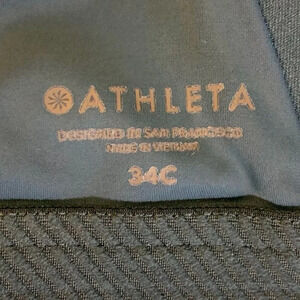 ATHLETA
DESIGNED IN SAN FRANCISCO
MADE IN VIETNAM
34C